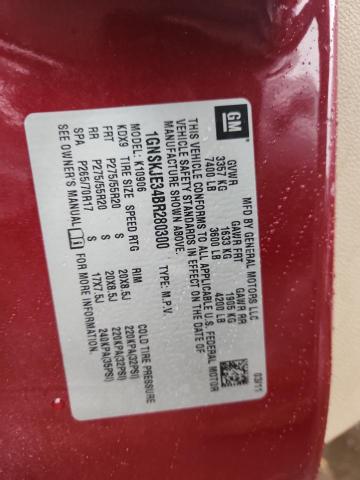 GM
MFD BY GENERAL MOTORS LLC
03/11
GVWR GAWR FRT GAWR RR
3357 KG 1633 KG 1905 KG
7400 LB 3600 LB 4200 LB
THIS VEHICLE CONFORMS TO ALL APPLICABLE U.S. FEDERAL MOTOR
VEHICLE SAFETY STANDARDS IN EFFECT ON THE DATE OF
MANUFACTURE SHOWN ABOVE.
1GNSKJE34BR280300 TYPE: M.P.V.
MODEL: K10906
KDX9 TIRE SIZE SPEED RTG RIM COLD TIRE PRESSURE
FRT P275/55R20 S 20X8.5J 220KPA(32PSI)
RR P275/55R20 S 20X8.5J 220KPA(32PSI)
SPA P265/70R17 S 17X7.5J 240KPA(35PSI)
SEE OWNER'S MANUAL FOR MORE INFORMATION.